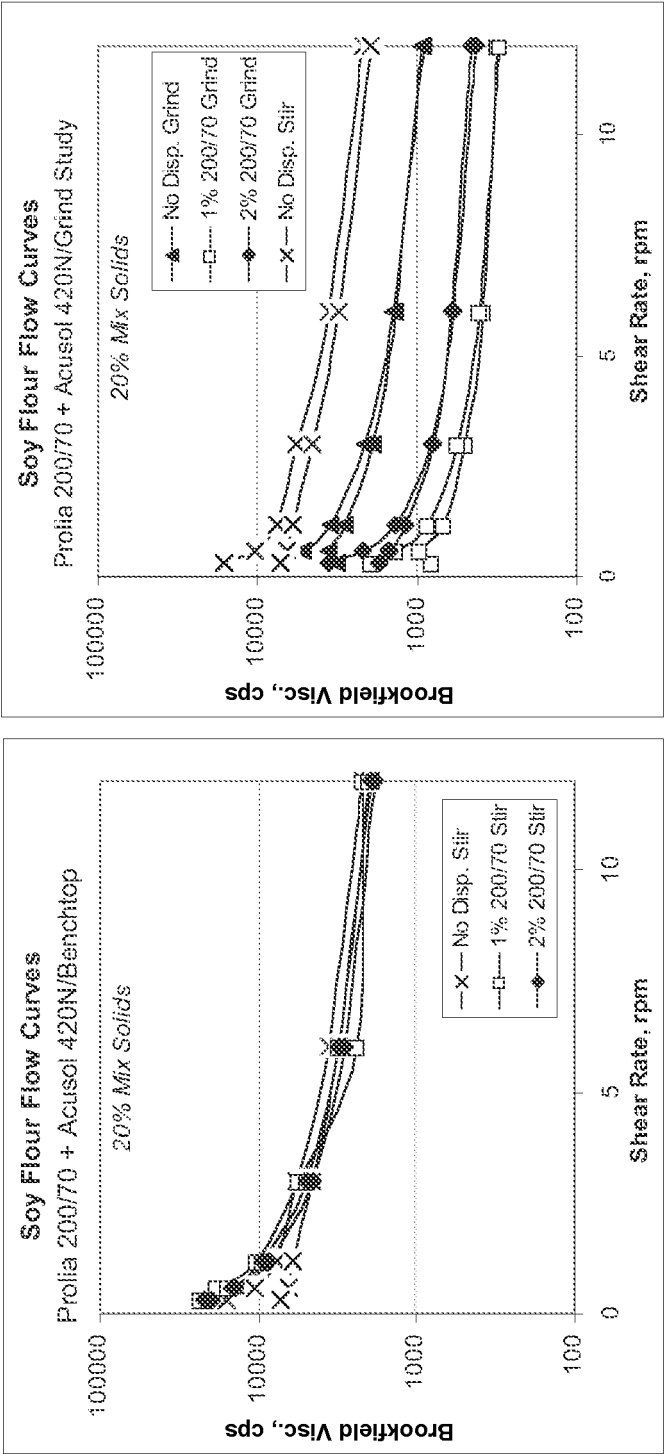 Soy Flour Flow Curves
Prolia 200/70 + Acusol 420N/Benchtop
20% Mix Solids
Brookfield Visc., cps
100000
10000
1000
100
0
5
10
Shear Rate, rpm
No Disp. Stir
1% 200/70 Stir
2% 200/70 Stir
Soy Flour Flow Curves
Prolia 200/70 + Acusol 420N/Grind Study
20% Mix Solids
Brookfield Visc., cps
100000
10000
1000
100
0
5
10
Shear Rate, rpm
No Disp. Grind
1% 200/70 Grind
2% 200/70 Grind
No Disp. Stir